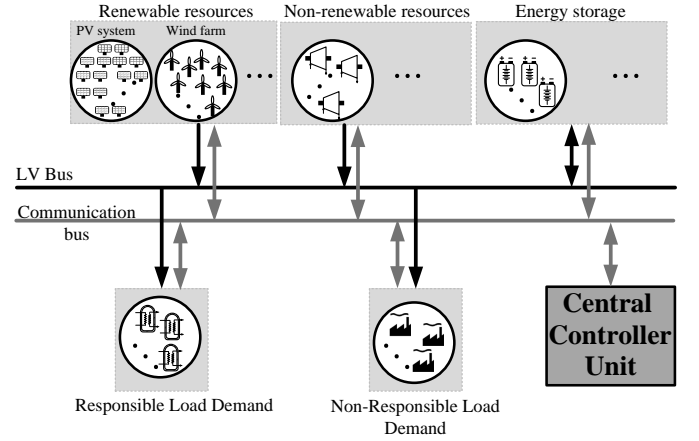 Renewable resources
Non-renewable resources
Energy storage
PV system
Wind farm
LV Bus
Communication
bus
Central
Controller
Unit
Responsible Load Demand
Non-Responsible Load
Demand